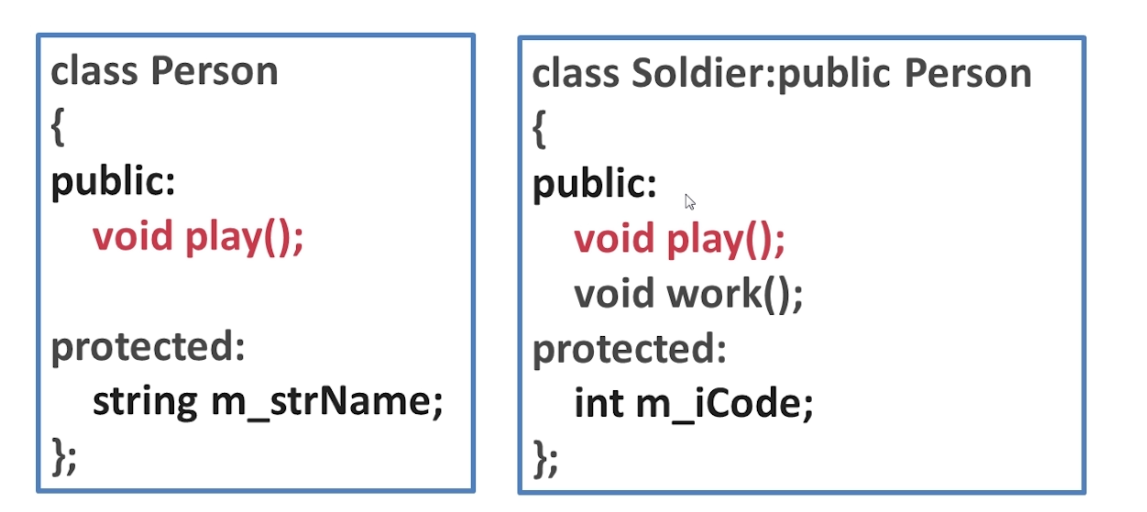 class Person
{
public:
void play();
protected:
string m_strName;
};
class Soldier:public Person
{
public:
void play();
void work();
protected:
int m_iCode;
};